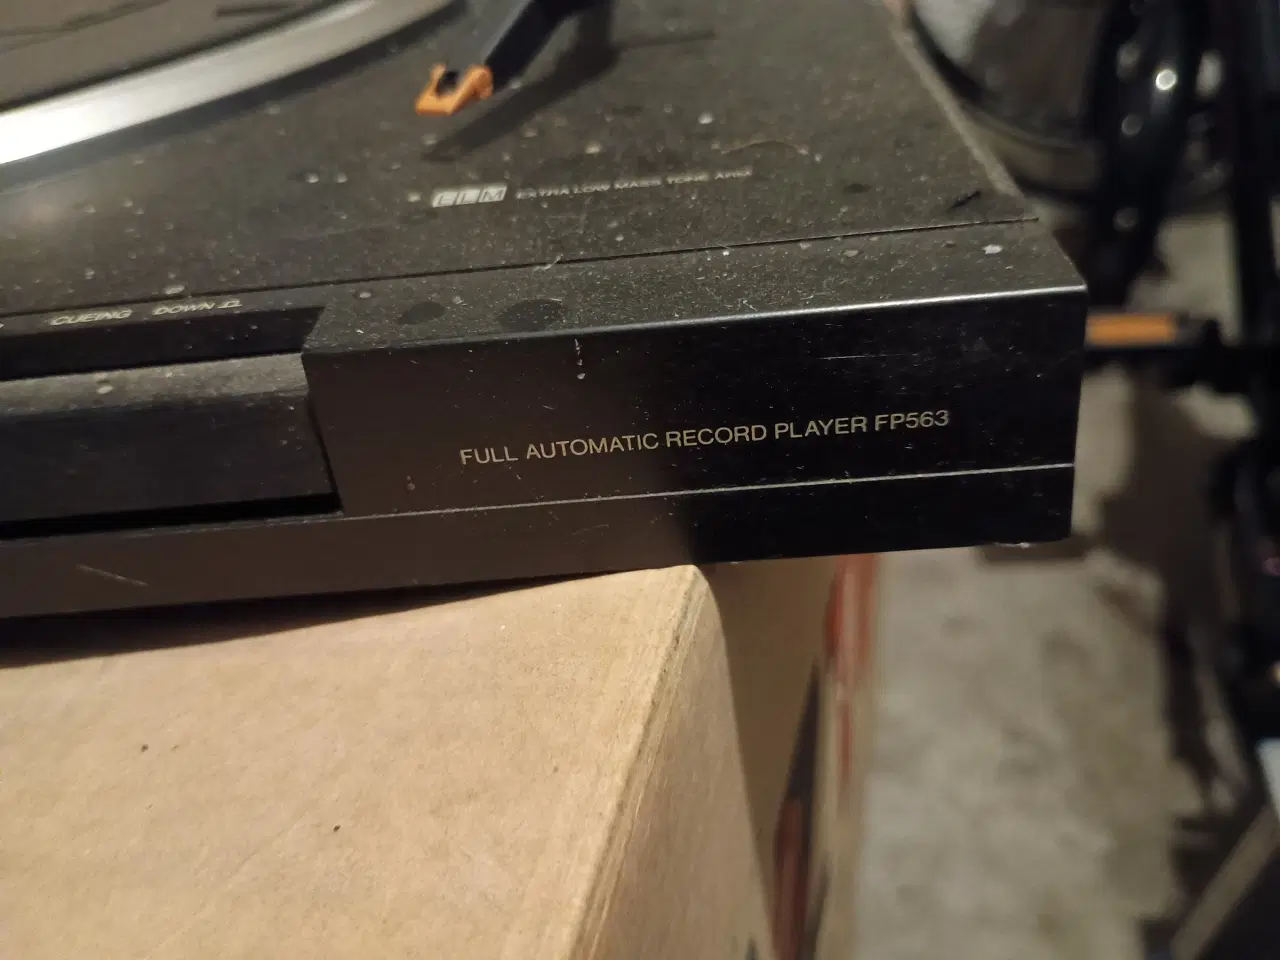 ELM EXTRA LOW MASS TONE ARM
CUEING DOWN
FULL AUTOMATIC RECORD PLAYER FP563